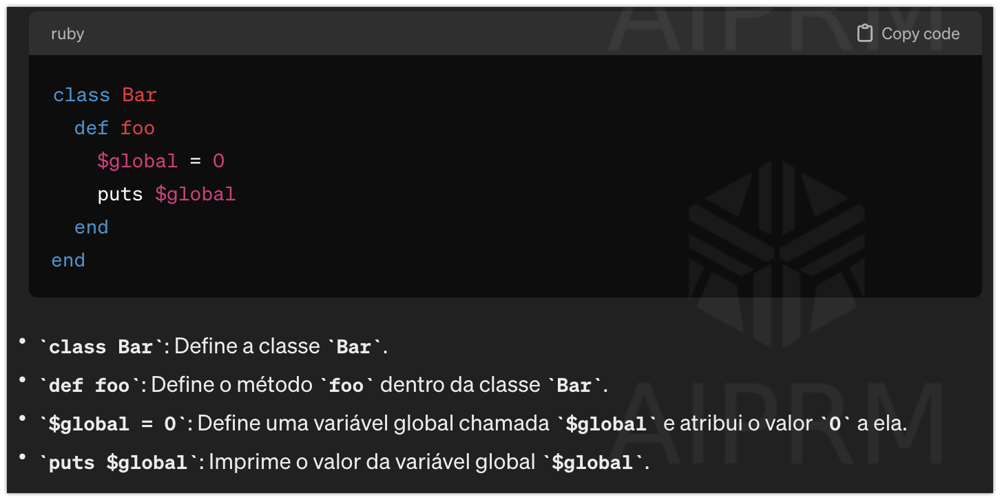 AIPRM
ruby Copy code
class Bar
  def foo
    $global = 0
    puts $global
  end
end
• `class Bar`: Define a classe `Bar`.
• `def foo`: Define o método `foo` dentro da classe `Bar`.
• `$global = 0`: Define uma variável global chamada `$global` e atribui o valor `0` a ela.
• `puts $global`: Imprime o valor da variável global `$global`.
AIPRM